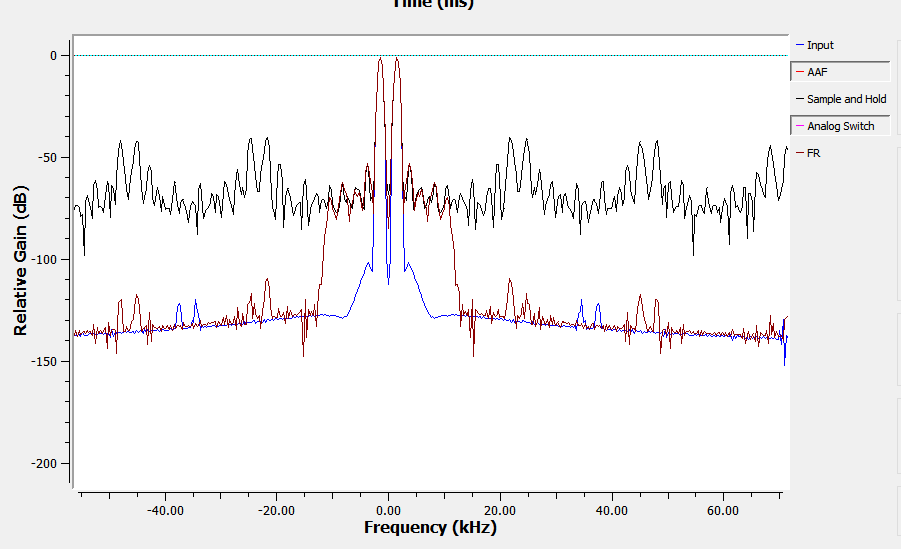 Time (ms)
0
-50
-100
-150
-200
Relative Gain (dB)
-40.00
-20.00
0.00
20.00
40.00
60.00
Frequency (kHz)
Input
AAF
Sample and Hold
Analog Switch
FR